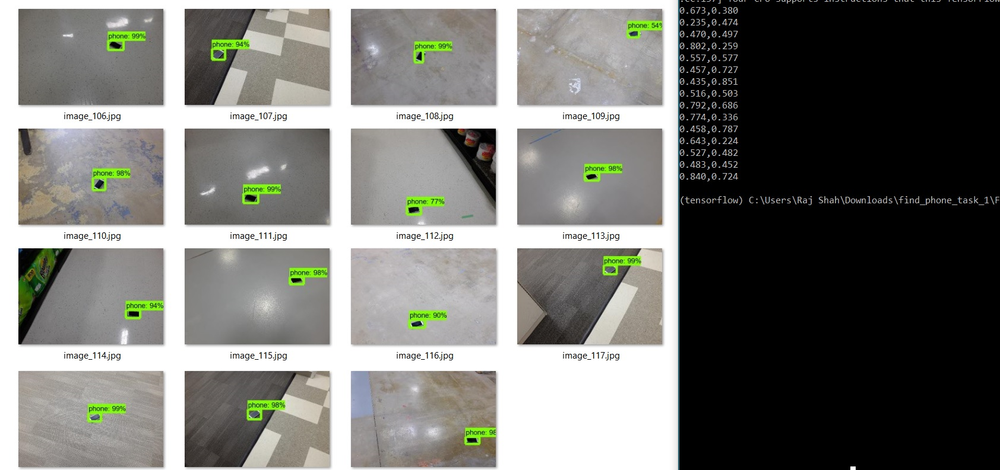 phone: 99%
phone: 94%
phone: 99%
phone: 54%
image_106.jpg
image_107.jpg
image_108.jpg
image_109.jpg
phone: 98%
phone: 99%
phone: 77%
phone: 98%
image_110.jpg
image_111.jpg
image_112.jpg
image_113.jpg
phone: 94%
phone: 98%
phone: 90%
phone: 99%
image_114.jpg
image_115.jpg
image_116.jpg
image_117.jpg
phone: 99%
phone: 98%
phone: 98
0.673,0.380
0.235,0.474
0.470,0.497
0.802,0.259
0.557,0.577
0.457,0.727
0.435,0.851
0.516,0.503
0.792,0.686
0.774,0.336
0.458,0.787
0.643,0.224
0.527,0.482
0.483,0.452
0.840,0.724
(tensorflow) C:\Users\Raj Shah\Downloads\find_phone_task_1\F